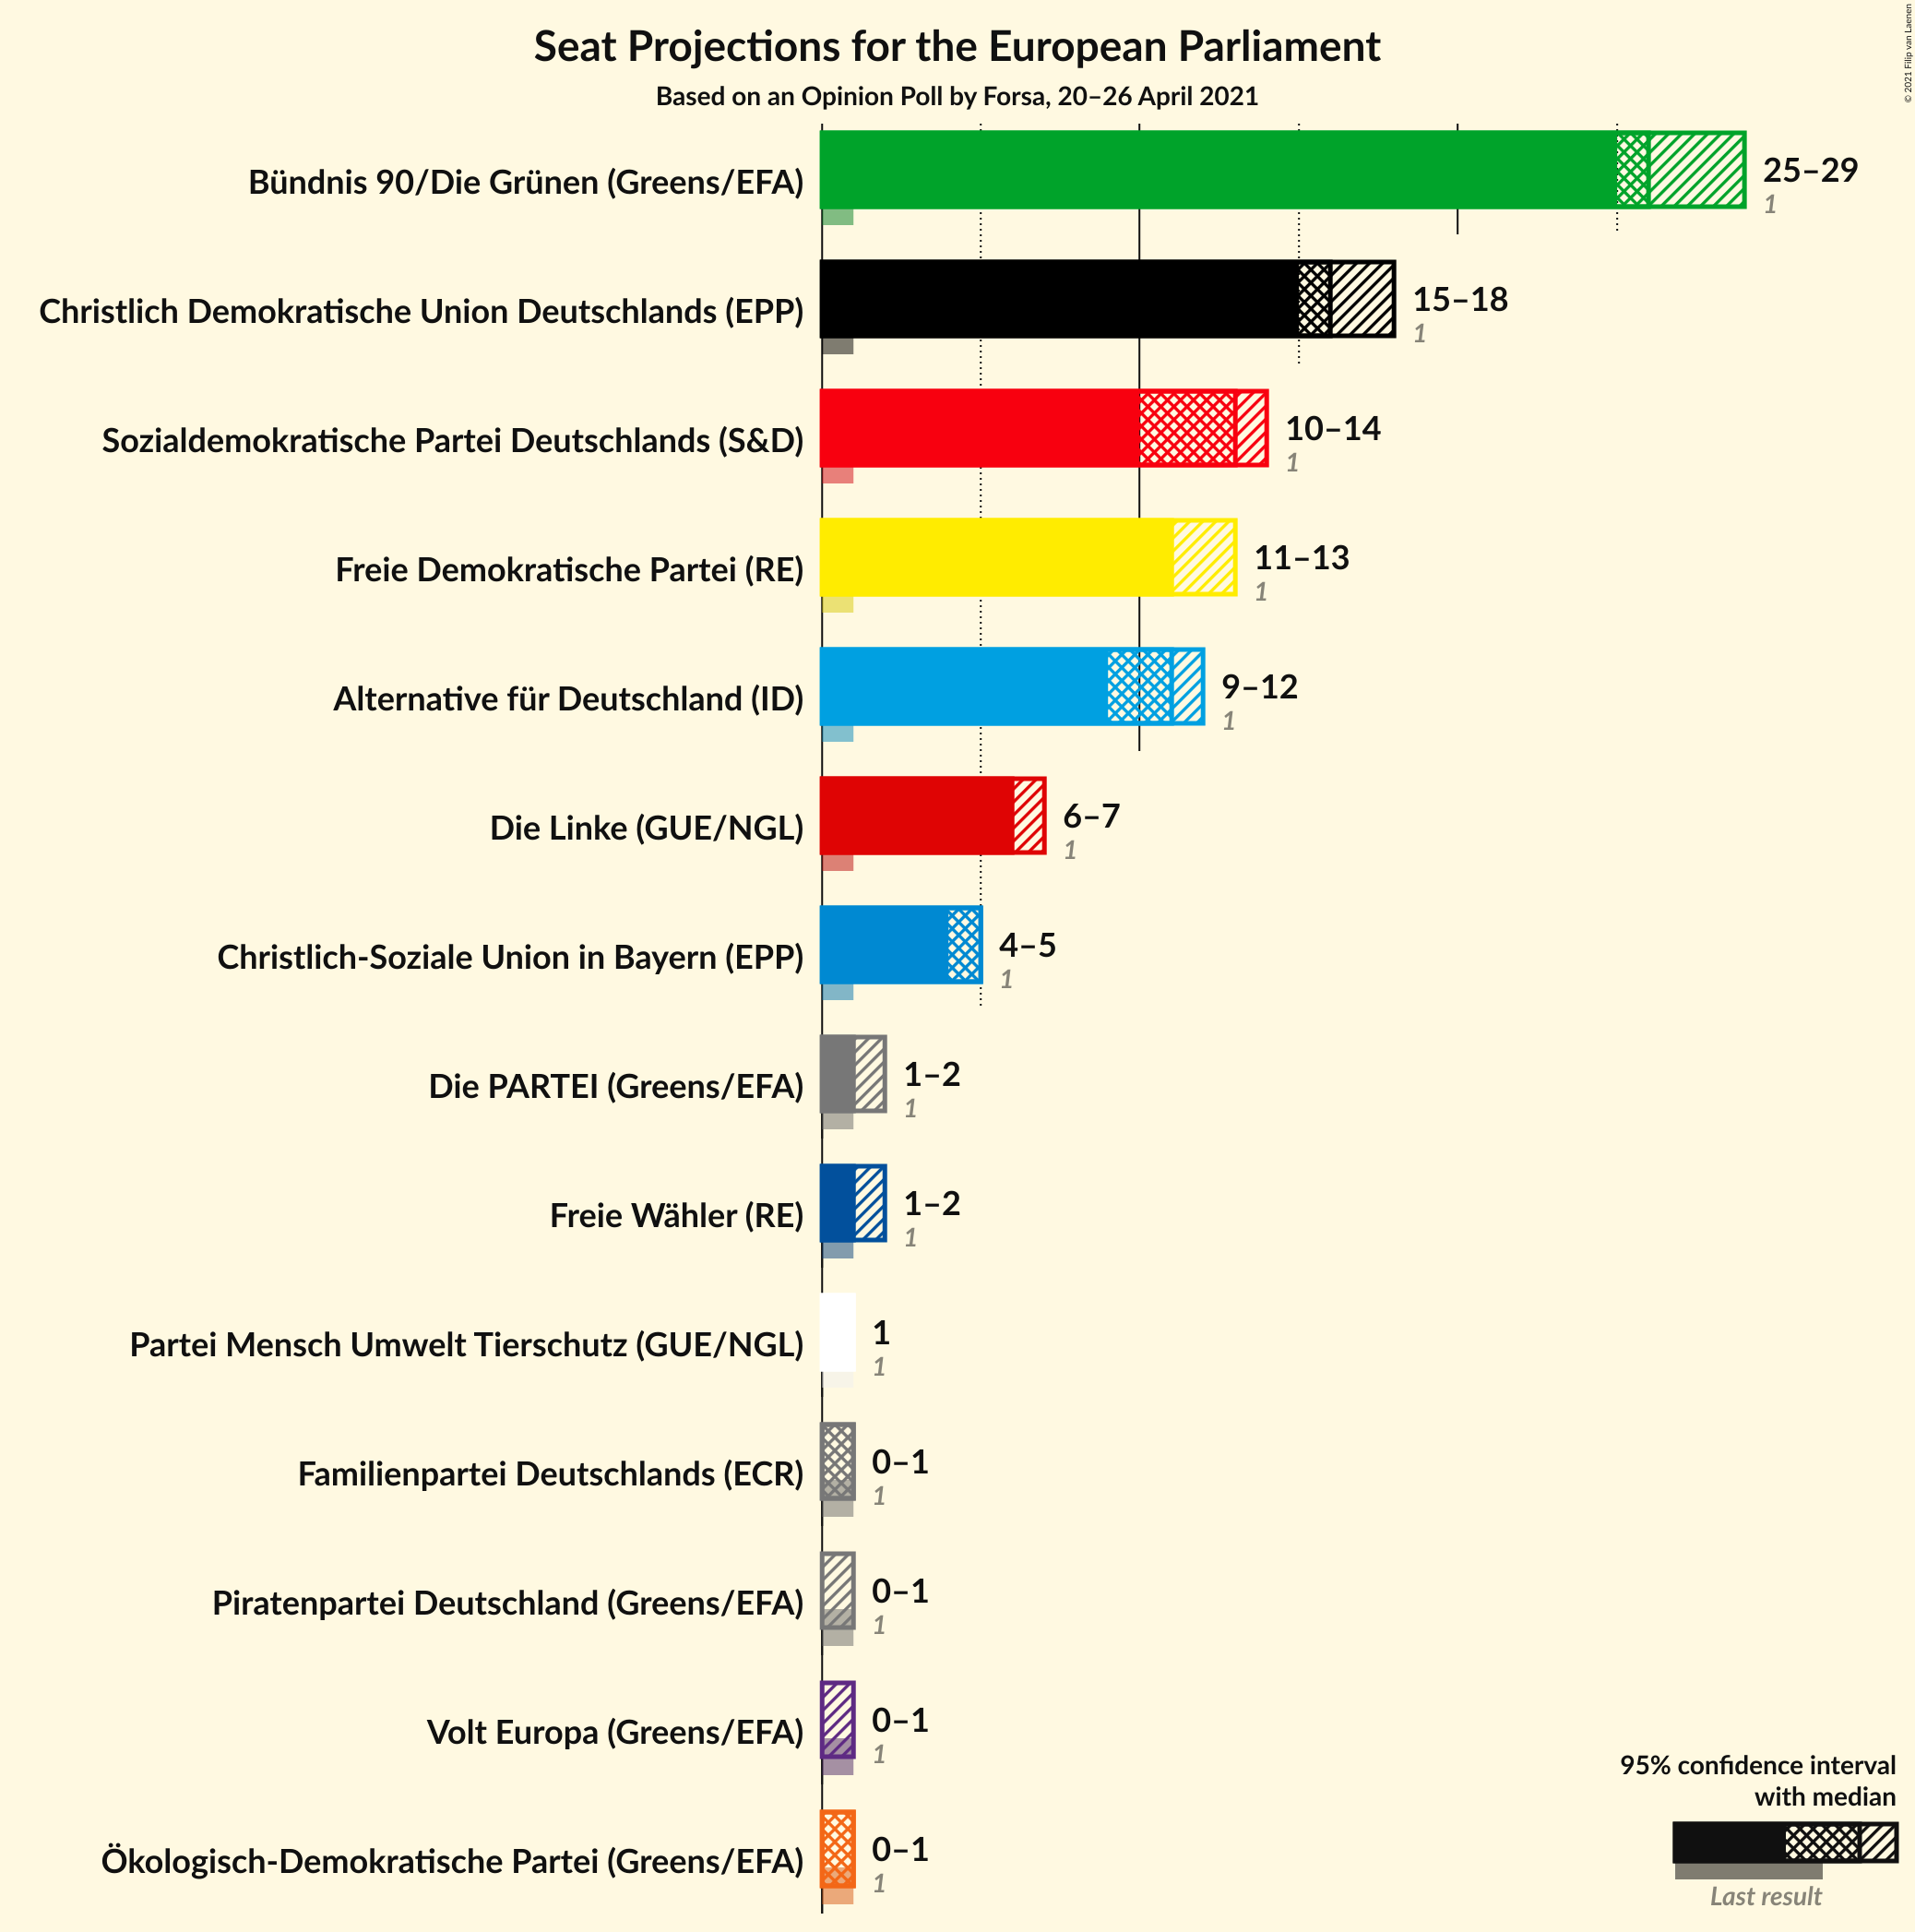 Seat Projections for the European Parliament
Based on an Opinion Poll by Forsa, 20–26 April 2021
© 2021 Filip van Laenen
Bündnis 90/Die Grünen (Greens/EFA)
25–29
1
Christlich Demokratische Union Deutschlands (EPP)
15–18
1
Sozialdemokratische Partei Deutschlands (S&D)
10–14
1
Freie Demokratische Partei (RE)
11–13
1
Alternative für Deutschland (ID)
9–12
1
Die Linke (GUE/NGL)
6–7
1
Christlich-Soziale Union in Bayern (EPP)
4–5
1
Die PARTEI (Greens/EFA)
1–2
1
Freie Wähler (RE)
1–2
1
Partei Mensch Umwelt Tierschutz (GUE/NGL)
1
1
Familienpartei Deutschlands (ECR)
0–1
1
Piratenpartei Deutschland (Greens/EFA)
0–1
1
Volt Europa (Greens/EFA)
0–1
1
Ökologisch-Demokratische Partei (Greens/EFA)
0–1
1
95% confidence interval
with median
Last result